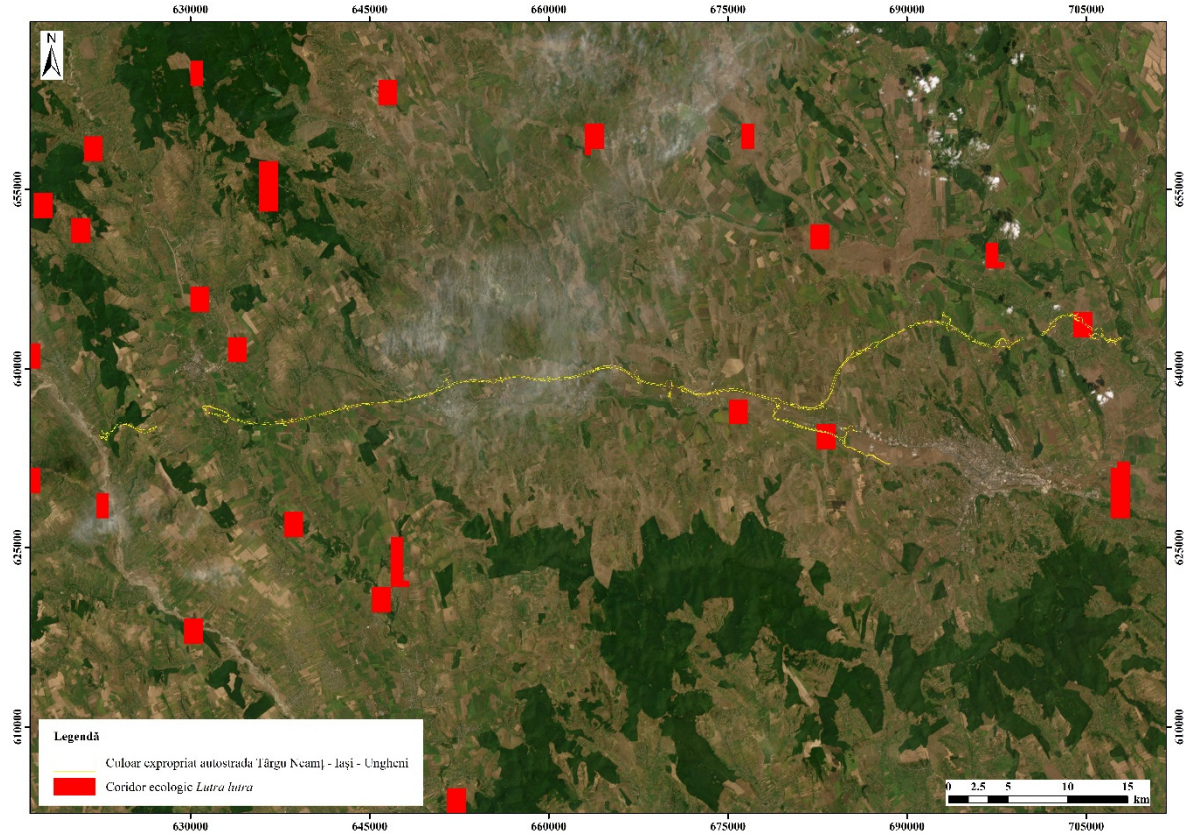 630000 645000 660000 675000 690000 705000
N
655000 655000
640000 640000
625000 625000
610000 610000
Legendă
Culoar expropriat autostrada Târgu Neamț - Iași - Ungheni
Coridor ecologic Lutra lutra
0 2.5 5 10 15
km
630000 645000 660000 675000 690000 705000